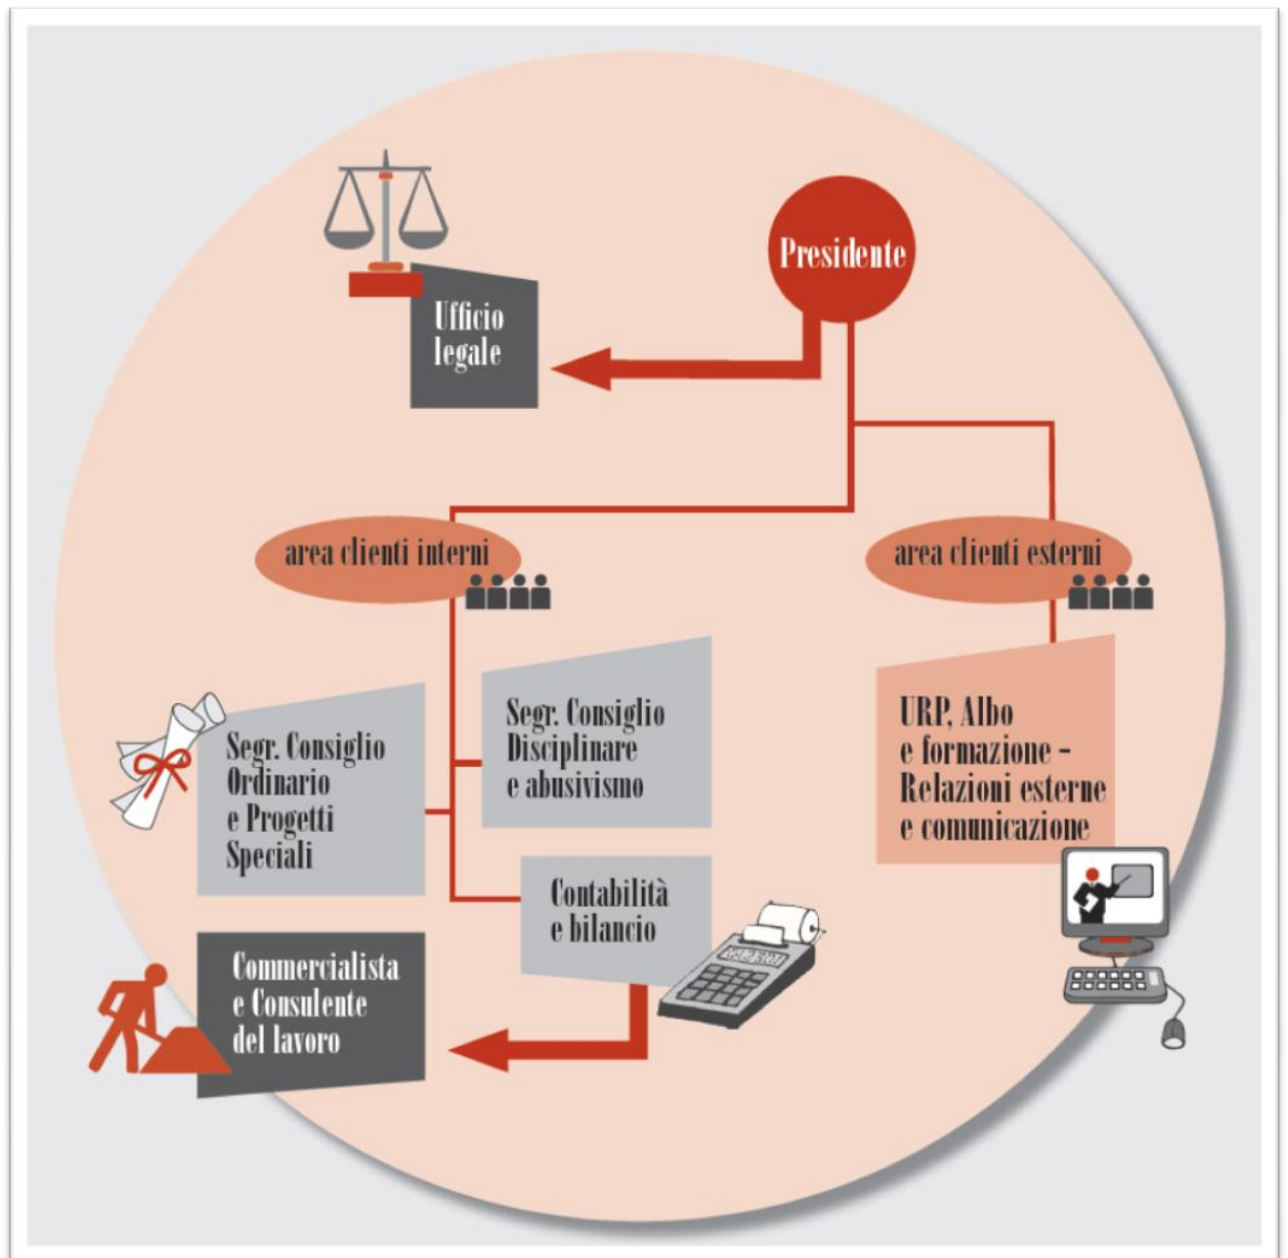 Presidente
Ufficio
legale
area clienti interni
area clienti esterni
Segr. Consiglio
Ordinario
e Progetti
Speciali
Segr. Consiglio
Disciplinare
e abusivismo
URP, Albo
e formazione –
Relazioni esterne
e comunicazione
Contabilità
e bilancio
Commercialista
e Consulente
del lavoro